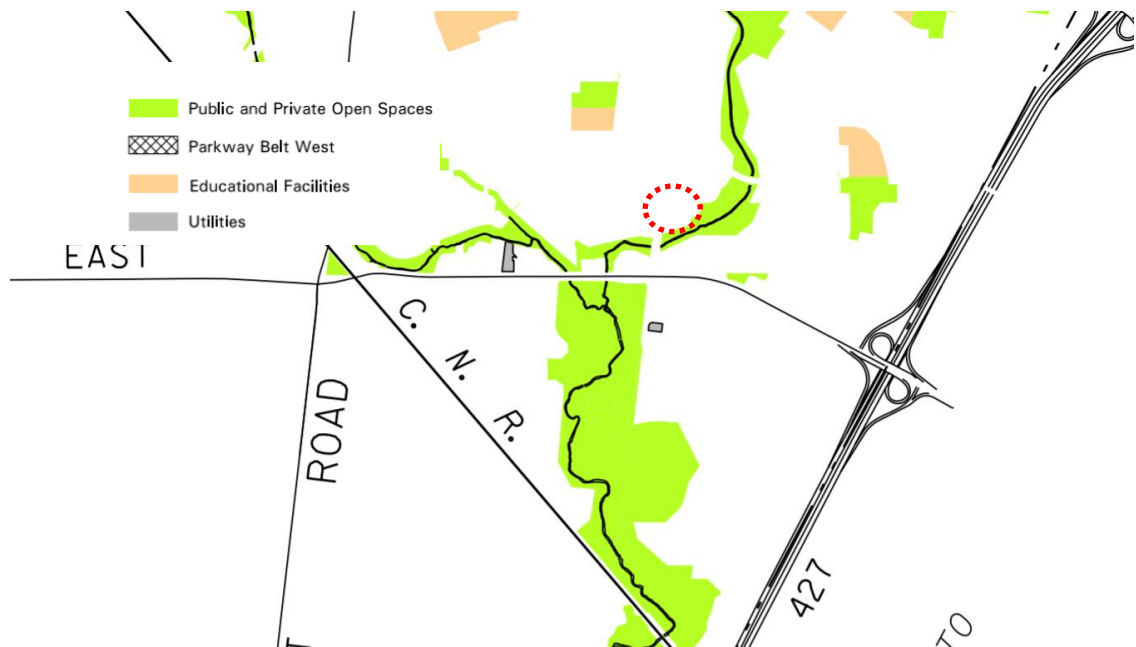 Public and Private Open Spaces
Parkway Belt West
Educational Facilities
Utilities
EAST
C. N. R.
ROAD
427
TO